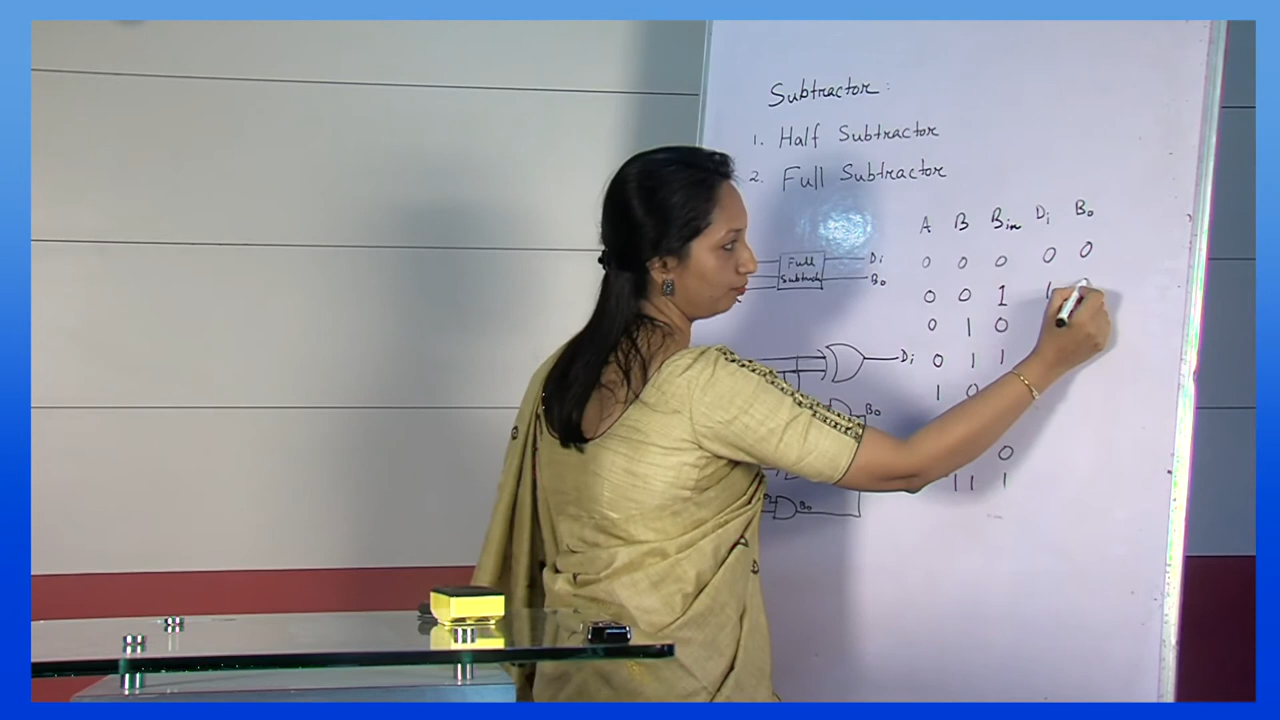 Subtractor:
1. Half Subtractor
2. Full Subtractor
A B Bin Di Bo
0 0 0 0 0
0 0 1 1
0 1 0
0 1 1
1 0
0
1 1 1
Full
Subtrac
Di
Bo
Di
Bo
Bo